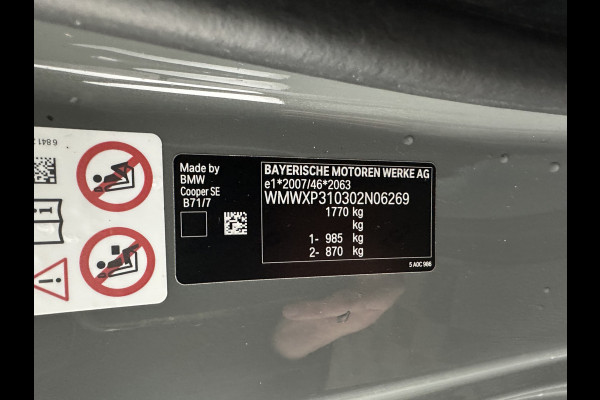 Made by
BMW
Cooper SE
B71/7
BAYERISCHE MOTOREN WERKE AG
e1*2007/46*2063
WMWXP310302N06269
1770 kg
kg
1- 985 kg
2- 870 kg
5 A0C 986